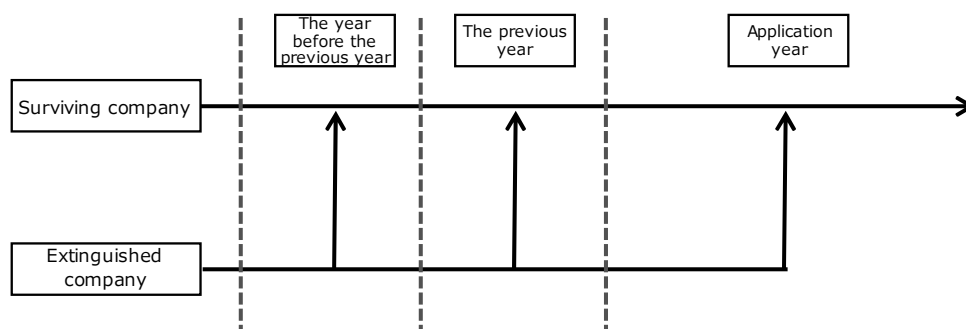 The year
before the
previous year
The previous
year
Application
year
Surviving company
Extinguished
company